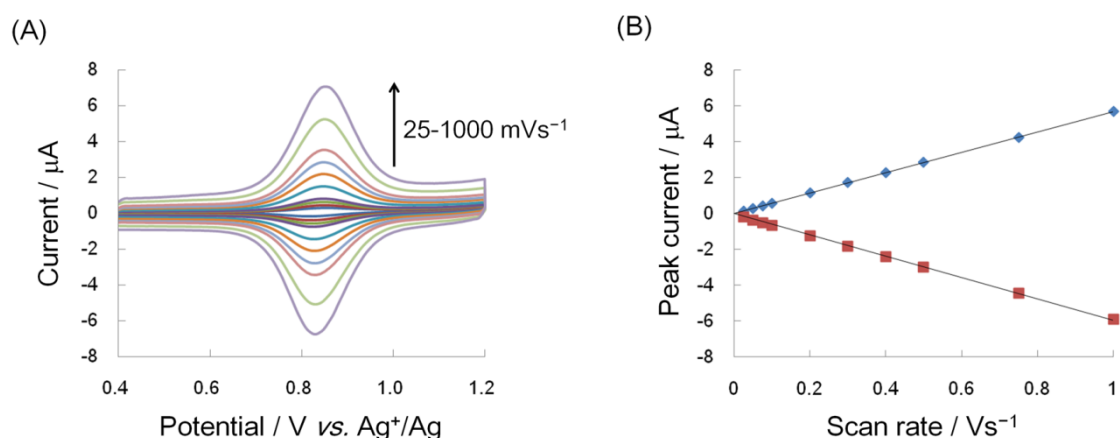 (A)
Current / μA
8
6
4
2
0
-2
-4
-6
-8
25-1000 mVs⁻¹
0.4 0.6 0.8 1.0 1.2
Potential / V vs. Ag⁺/Ag
(B)
Peak current / μA
8
6
4
2
0
-2
-4
-6
-8
0 0.2 0.4 0.6 0.8 1
Scan rate / Vs⁻¹